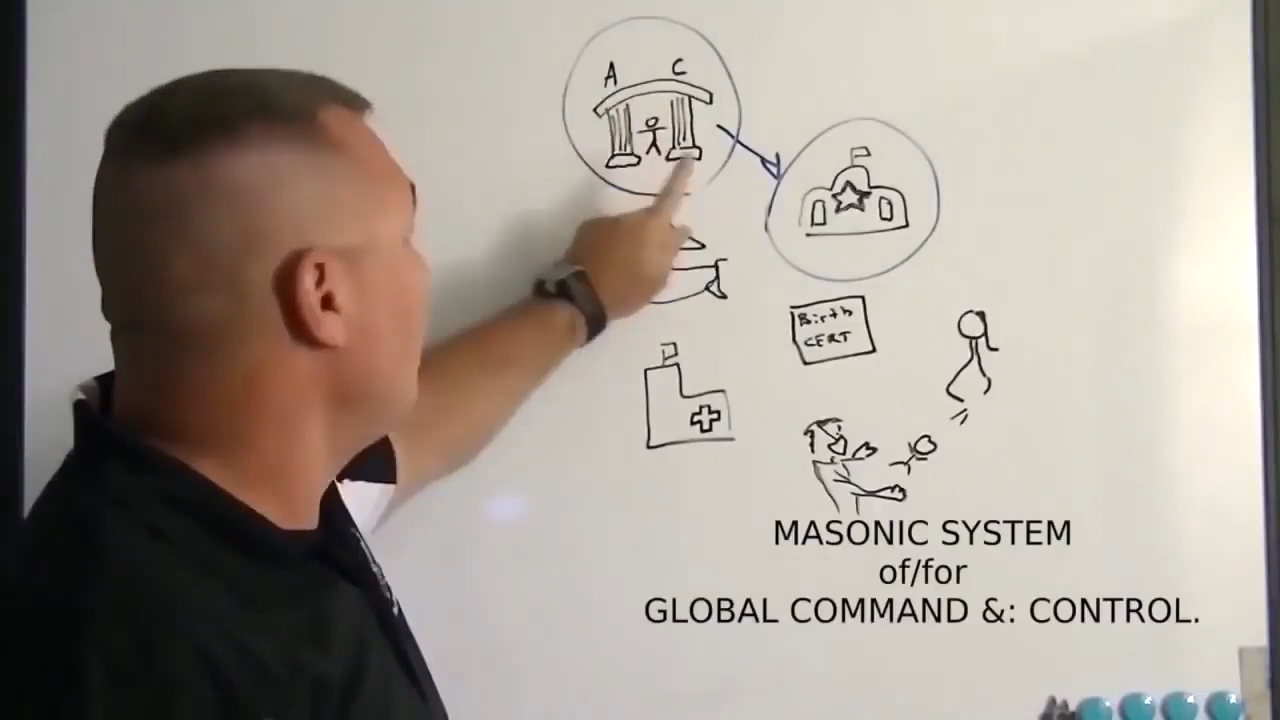 A C
Birth
CERT
MASONIC SYSTEM
of/for
GLOBAL COMMAND &: CONTROL.